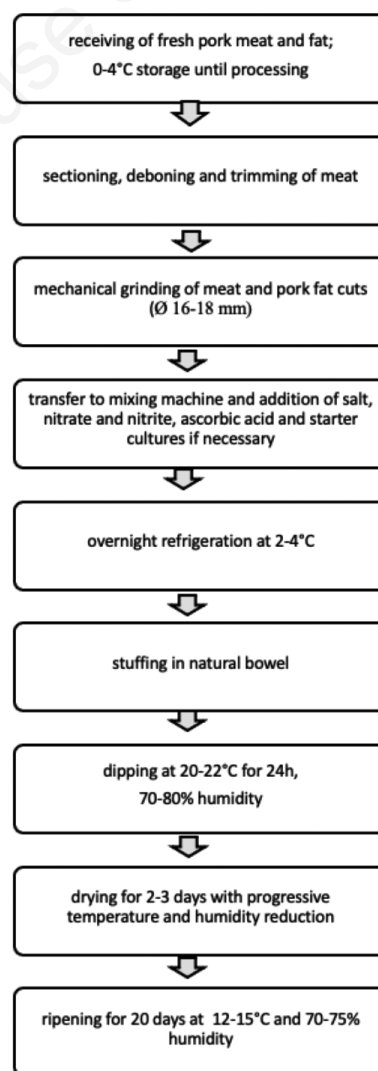 receiving of fresh pork meat and fat;
0-4°C storage until processing
sectioning, deboning and trimming of meat
mechanical grinding of meat and pork fat cuts
(Ø 16-18 mm)
transfer to mixing machine and addition of salt,
nitrate and nitrite, ascorbic acid and starter
cultures if necessary
overnight refrigeration at 2-4°C
stuffing in natural bowel
dipping at 20-22°C for 24h,
70-80% humidity
drying for 2-3 days with progressive
temperature and humidity reduction
ripening for 20 days at 12-15°C and 70-75%
humidity